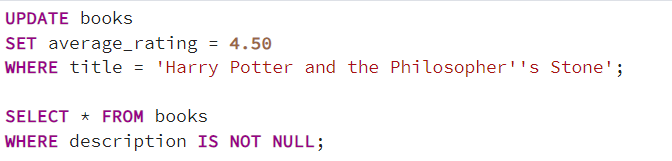 UPDATE books
SET average_rating = 4.50
WHERE title = 'Harry Potter and the Philosopher''s Stone';
SELECT * FROM books
WHERE description IS NOT NULL;